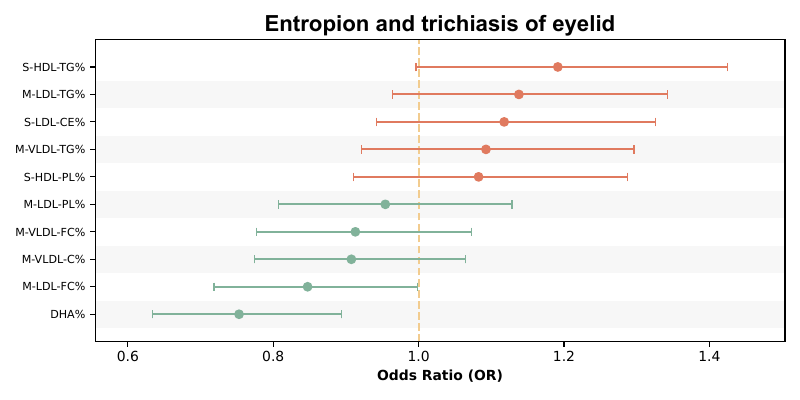 Entropion and trichiasis of eyelid
S-HDL-TG%
M-LDL-TG%
S-LDL-CE%
M-VLDL-TG%
S-HDL-PL%
M-LDL-PL%
M-VLDL-FC%
M-VLDL-C%
M-LDL-FC%
DHA%
0.6 0.8 1.0 1.2 1.4
Odds Ratio (OR)